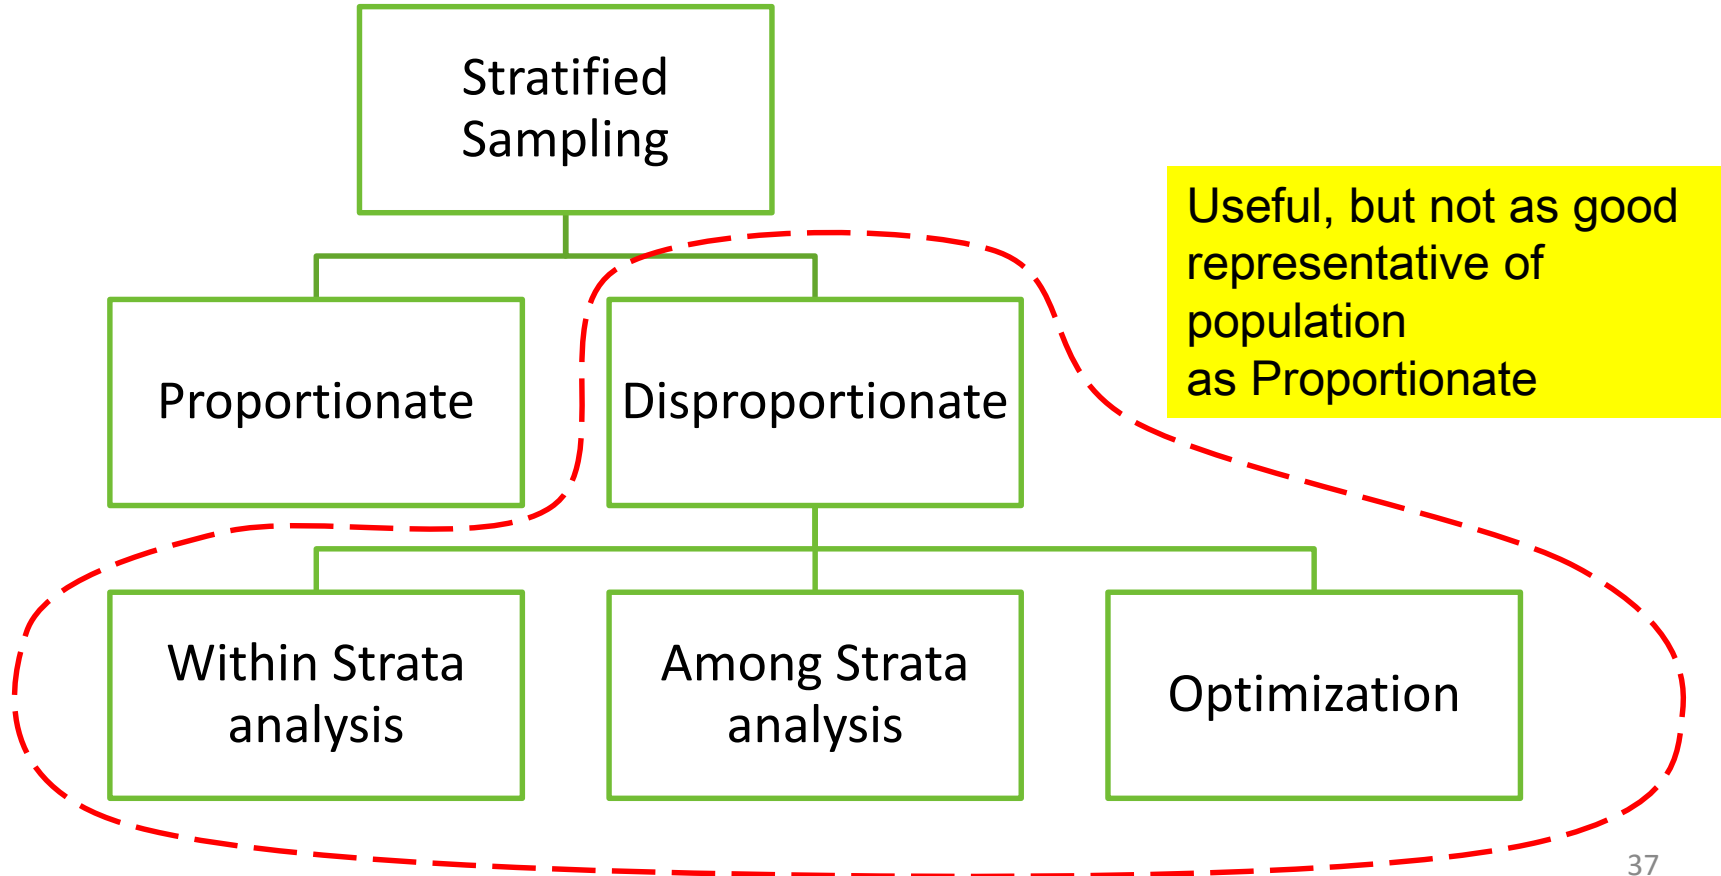 Stratified
Sampling
Useful, but not as good
representative of
population
as Proportionate
Proportionate
Disproportionate
Within Strata
analysis
Among Strata
analysis
Optimization
37